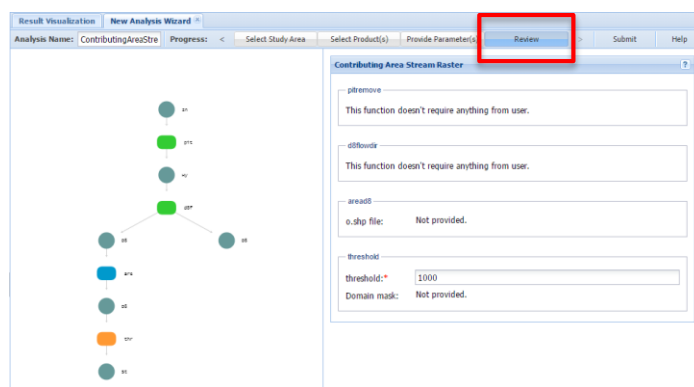 Result Visualization New Analysis Wizard
Analysis Name: ContributingAreaStre Progress: < Select Study Area Select Product(s) Provide Parameter(s) Review > Submit Help
Contributing Area Stream Raster ?
pitremove
This function doesn't require anything from user.
d8flowdir
This function doesn't require anything from user.
aread8
o.shp file: Not provided.
threshold
threshold:* 1000
Domain mask: Not provided.